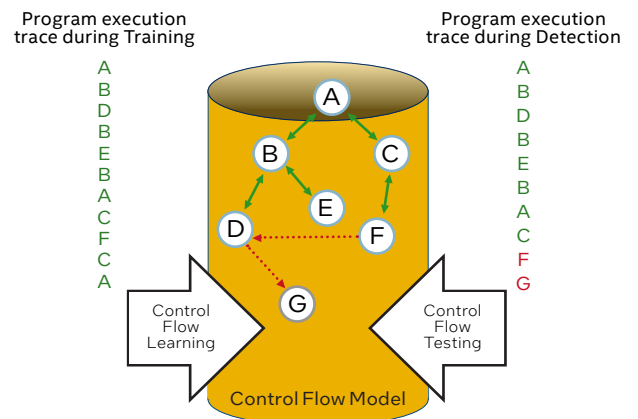 Program execution
trace during Training
A
B
D
B
E
B
A
C
F
C
A
Program execution
trace during Detection
A
B
D
B
E
B
A
C
F
G
A
B
C
E
D
F
G
Control
Flow
Learning
Control
Flow
Testing
Control Flow Model